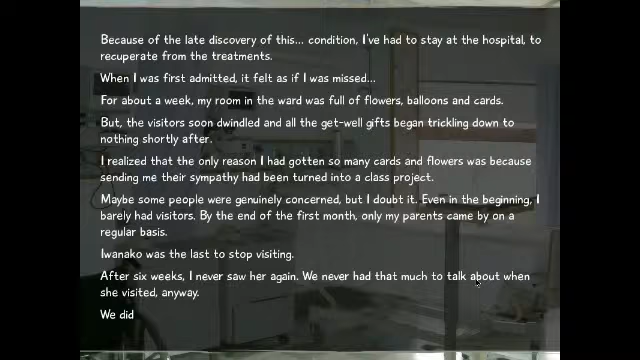 Because of the late discovery of this... condition, I've had to stay at the hospital, to
recuperate from the treatments.
When I was first admitted, it felt as if I was missed...
For about a week, my room in the ward was full of flowers, balloons and cards.
But, the visitors soon dwindled and all the get-well gifts began trickling down to
nothing shortly after.
I realized that the only reason I had gotten so many cards and flowers was because
sending me their sympathy had been turned into a class project.
Maybe some people were genuinely concerned, but I doubt it. Even in the beginning, I
barely had visitors. By the end of the first month, only my parents came by on a
regular basis.
Iwanako was the last to stop visiting.
After six weeks, I never saw her again. We never had that much to talk about when
she visited, anyway.
We did